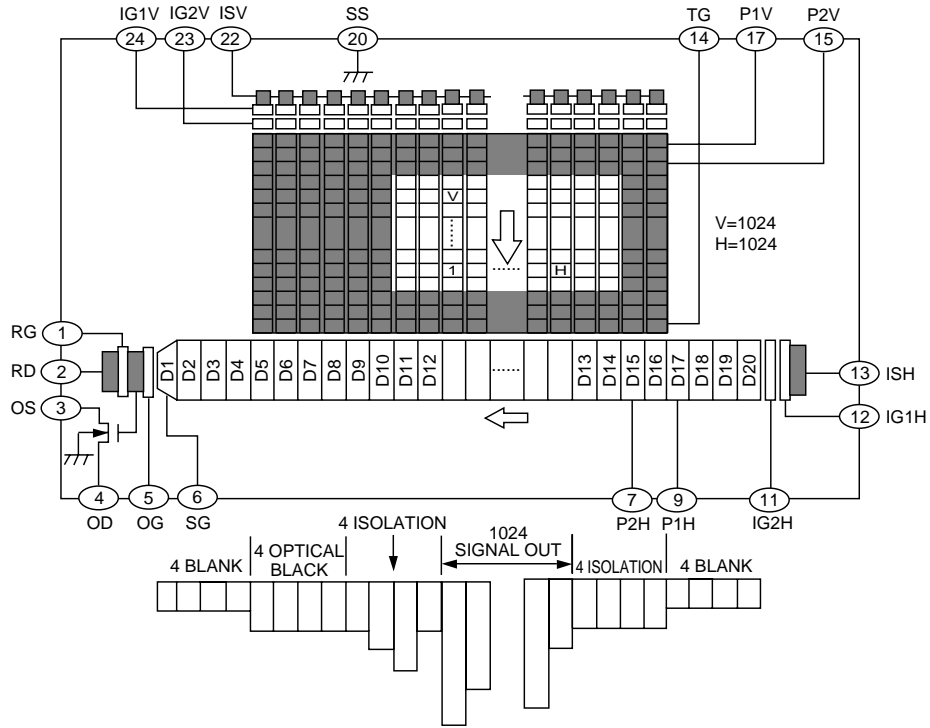 IG1V IG2V ISV SS TG P1V P2V
24 23 22 20 14 17 15
V
1 ...... H
V=1024
H=1024
RG 1
RD 2
OS 3
D1 D2 D3 D4 D5 D6 D7 D8 D9 D10 D11 D12 ...... D13 D14 D15 D16 D17 D18 D19 D20
13 ISH
12 IG1H
4 5 6 7 9 11
OD OG SG P2H P1H IG2H
4 BLANK
4 OPTICAL
BLACK
4 ISOLATION
1024
SIGNAL OUT
4 ISOLATION
4 BLANK